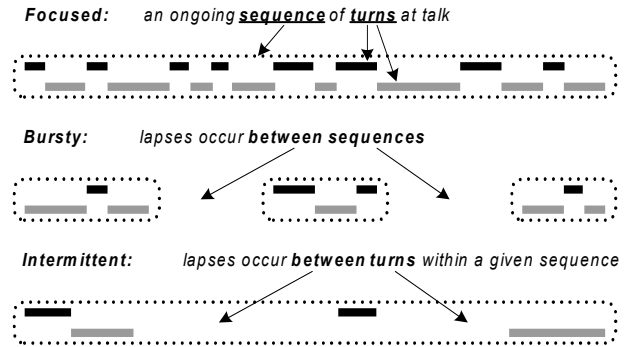 Focused: an ongoing sequence of turns at talk
Bursty: lapses occur between sequences
Intermittent: lapses occur between turns within a given sequence